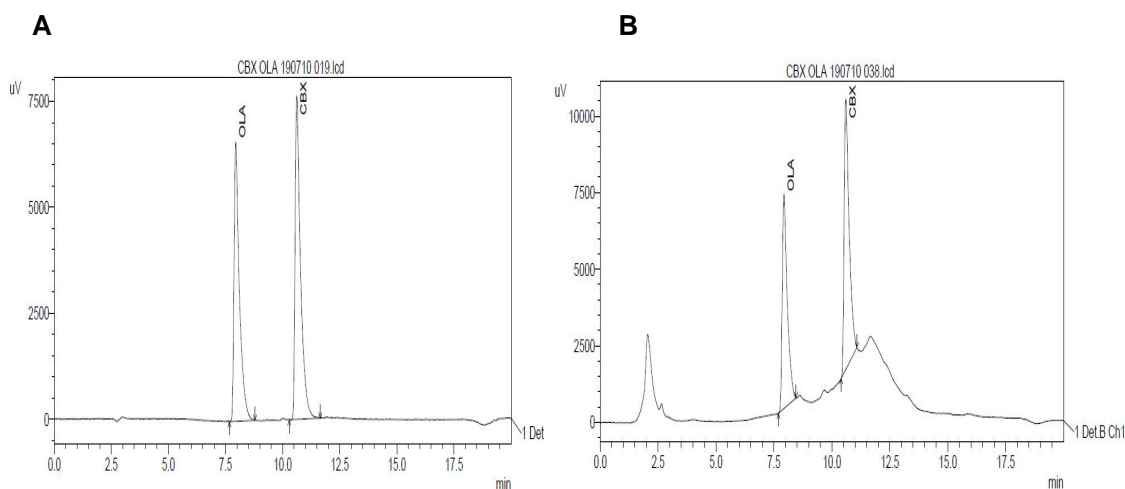 A
B
CBX OLA 190710 019.lcd
uV
7500
5000
2500
0
OLA
CBX
1 Det
0.0 2.5 5.0 7.5 10.0 12.5 15.0 17.5
min
CBX OLA 190710 038.lcd
uV
10000
7500
5000
2500
0
OLA
CBX
1 Det.B Ch1
0.0 2.5 5.0 7.5 10.0 12.5 15.0 17.5
min